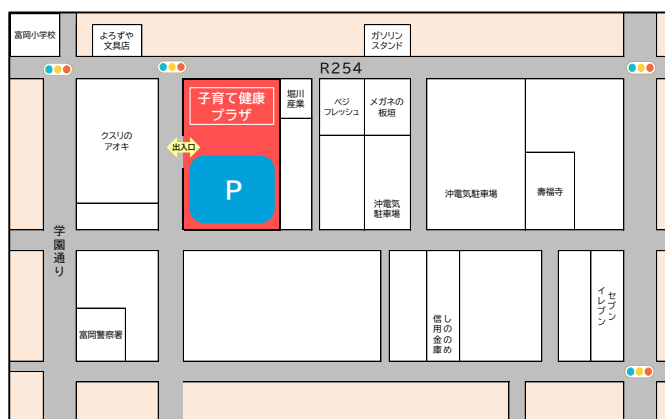 富岡小学校
よろずや
文具店
ガソリン
スタンド
R254
子育て健康
プラザ
堀川
産業
ベジ
フレッシュ
メガネの
板垣
クスリの
アオキ
出入口
P
沖電気
駐車場
沖電気駐車場
壽福寺
学園通り
富岡警察署
しののめ
信用金庫
セブン
イレブン